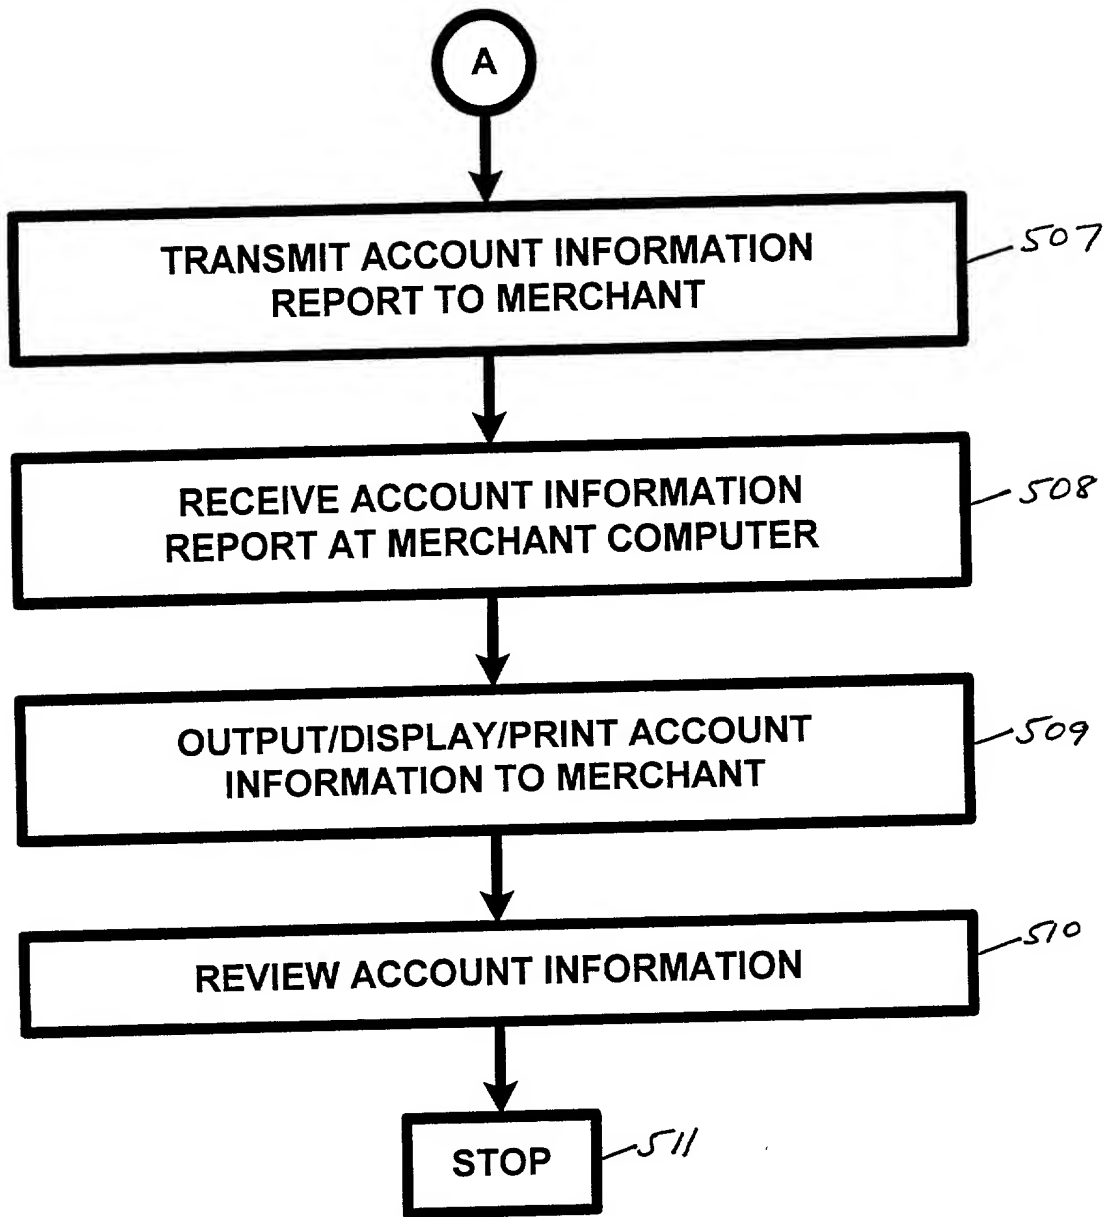 A
TRANSMIT ACCOUNT INFORMATION
REPORT TO MERCHANT
507
RECEIVE ACCOUNT INFORMATION
REPORT AT MERCHANT COMPUTER
508
OUTPUT/DISPLAY/PRINT ACCOUNT
INFORMATION TO MERCHANT
509
REVIEW ACCOUNT INFORMATION
510
STOP
511